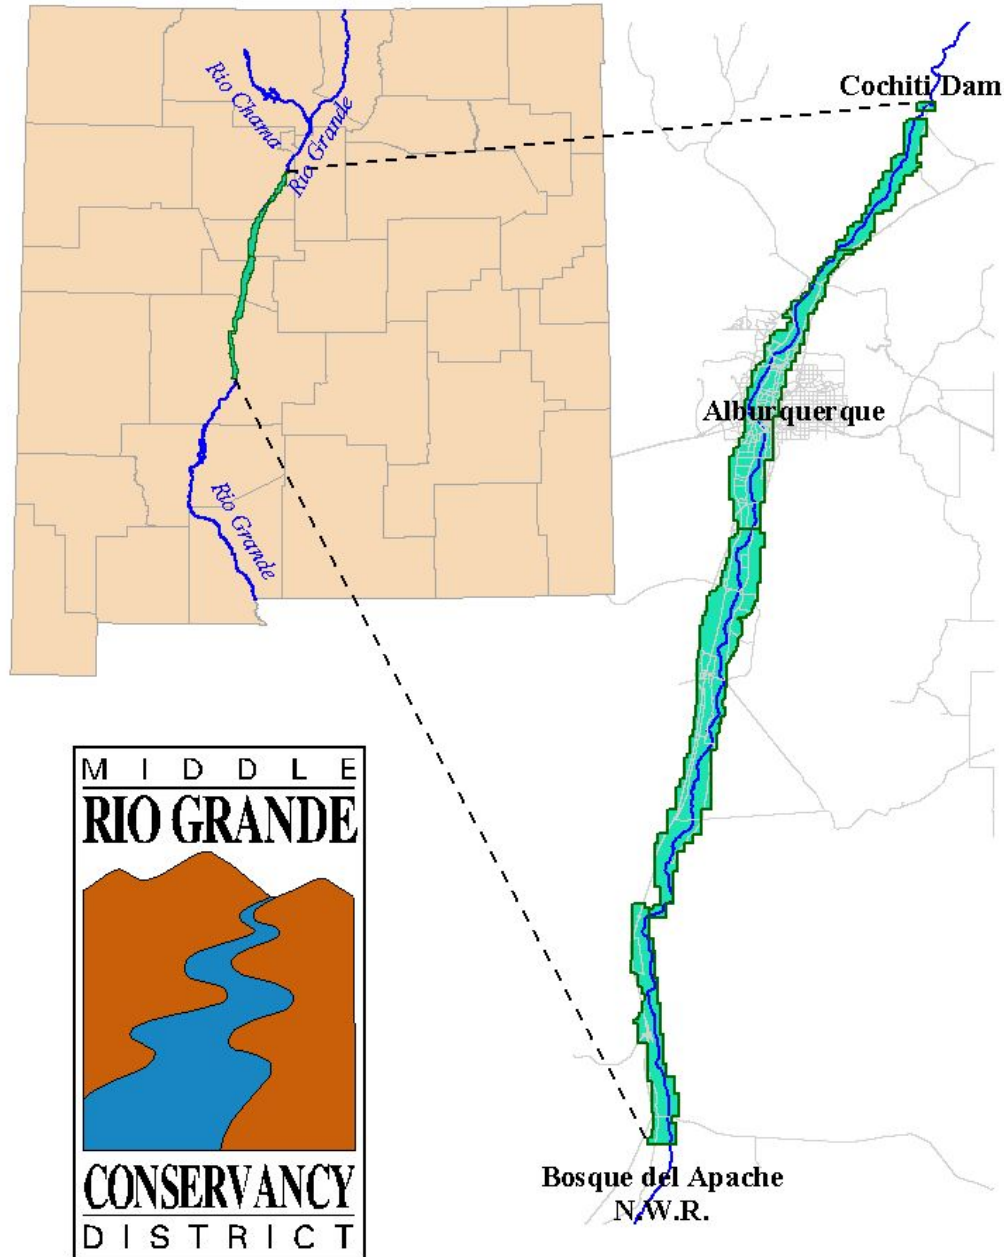 Rio Chama
Rio Grande
Rio Grande
Cochiti Dam
Alburquerque
Bosque del Apache
N.W.R.
MIDDLE
RIO GRANDE
CONSERVANCY
DISTRICT